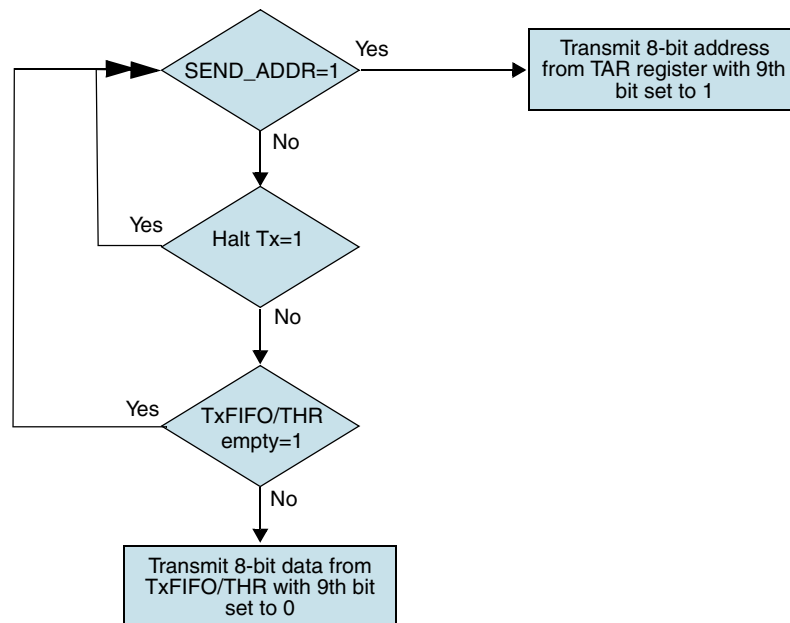 SEND_ADDR=1
Yes
Transmit 8-bit address
from TAR register with 9th
bit set to 1
No
Yes
Halt Tx=1
No
Yes
TxFIFO/THR
empty=1
No
Transmit 8-bit data from
TxFIFO/THR with 9th bit
set to 0